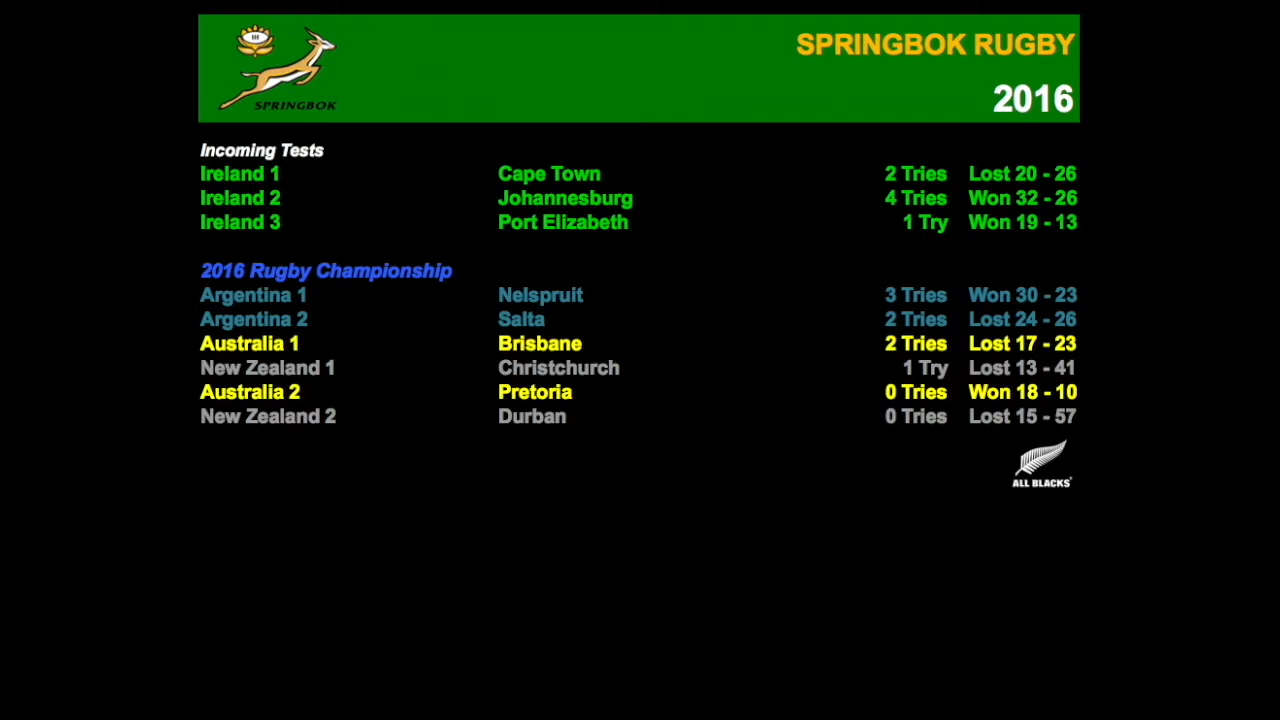 SPRINGBOK RUGBY
SPRINGBOK
2016
Incoming Tests
Ireland 1 Cape Town 2 Tries Lost 20 - 26
Ireland 2 Johannesburg 4 Tries Won 32 - 26
Ireland 3 Port Elizabeth 1 Try Won 19 - 13
2016 Rugby Championship
Argentina 1 Nelspruit 3 Tries Won 30 - 23
Argentina 2 Salta 2 Tries Lost 24 - 26
Australia 1 Brisbane 2 Tries Lost 17 - 23
New Zealand 1 Christchurch 1 Try Lost 13 - 41
Australia 2 Pretoria 0 Tries Won 18 - 10
New Zealand 2 Durban 0 Tries Lost 15 - 57
ALL BLACKS